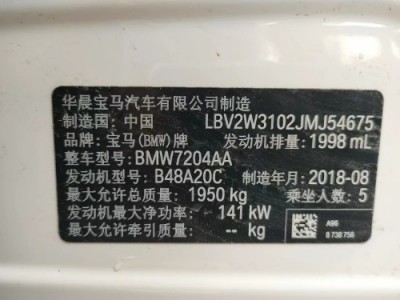 华晨宝马汽车有限公司制造
制造国: 中国 LBV2W3102JMJ54675
品牌: 宝马(BMW)牌 发动机排量: 1998 mL
整车型号: BMW7204AA
发动机型号: B48A20C 制造年月: 2018-08
最大允许总质量: 1950 kg 乘坐人数: 5
发动机最大净功率: 141 kW
最大允许牵引质量: -- kg
A96
8 738 756